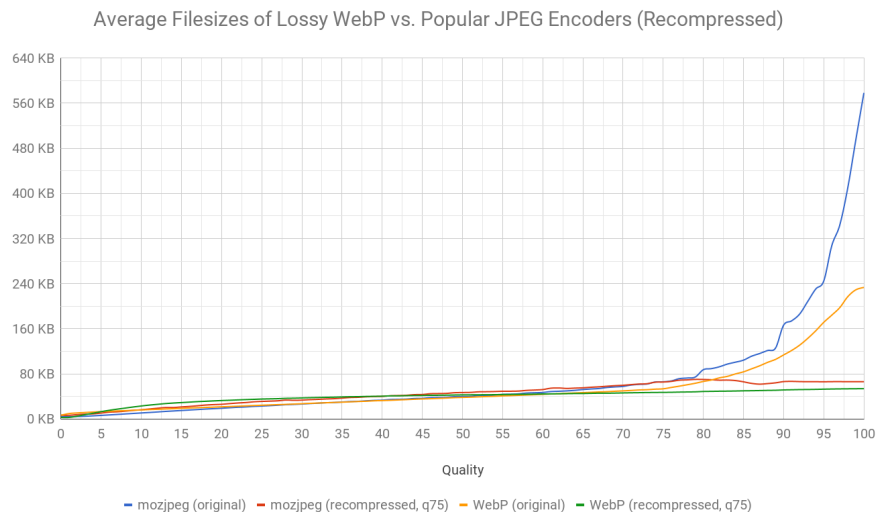 Average Filesizes of Lossy WebP vs. Popular JPEG Encoders (Recompressed)
640 KB
560 KB
480 KB
400 KB
320 KB
240 KB
160 KB
80 KB
0 KB
0 5 10 15 20 25 30 35 40 45 50 55 60 65 70 75 80 85 90 95 100
Quality
mozjpeg (original) mozjpeg (recompressed, q75) WebP (original) WebP (recompressed, q75)